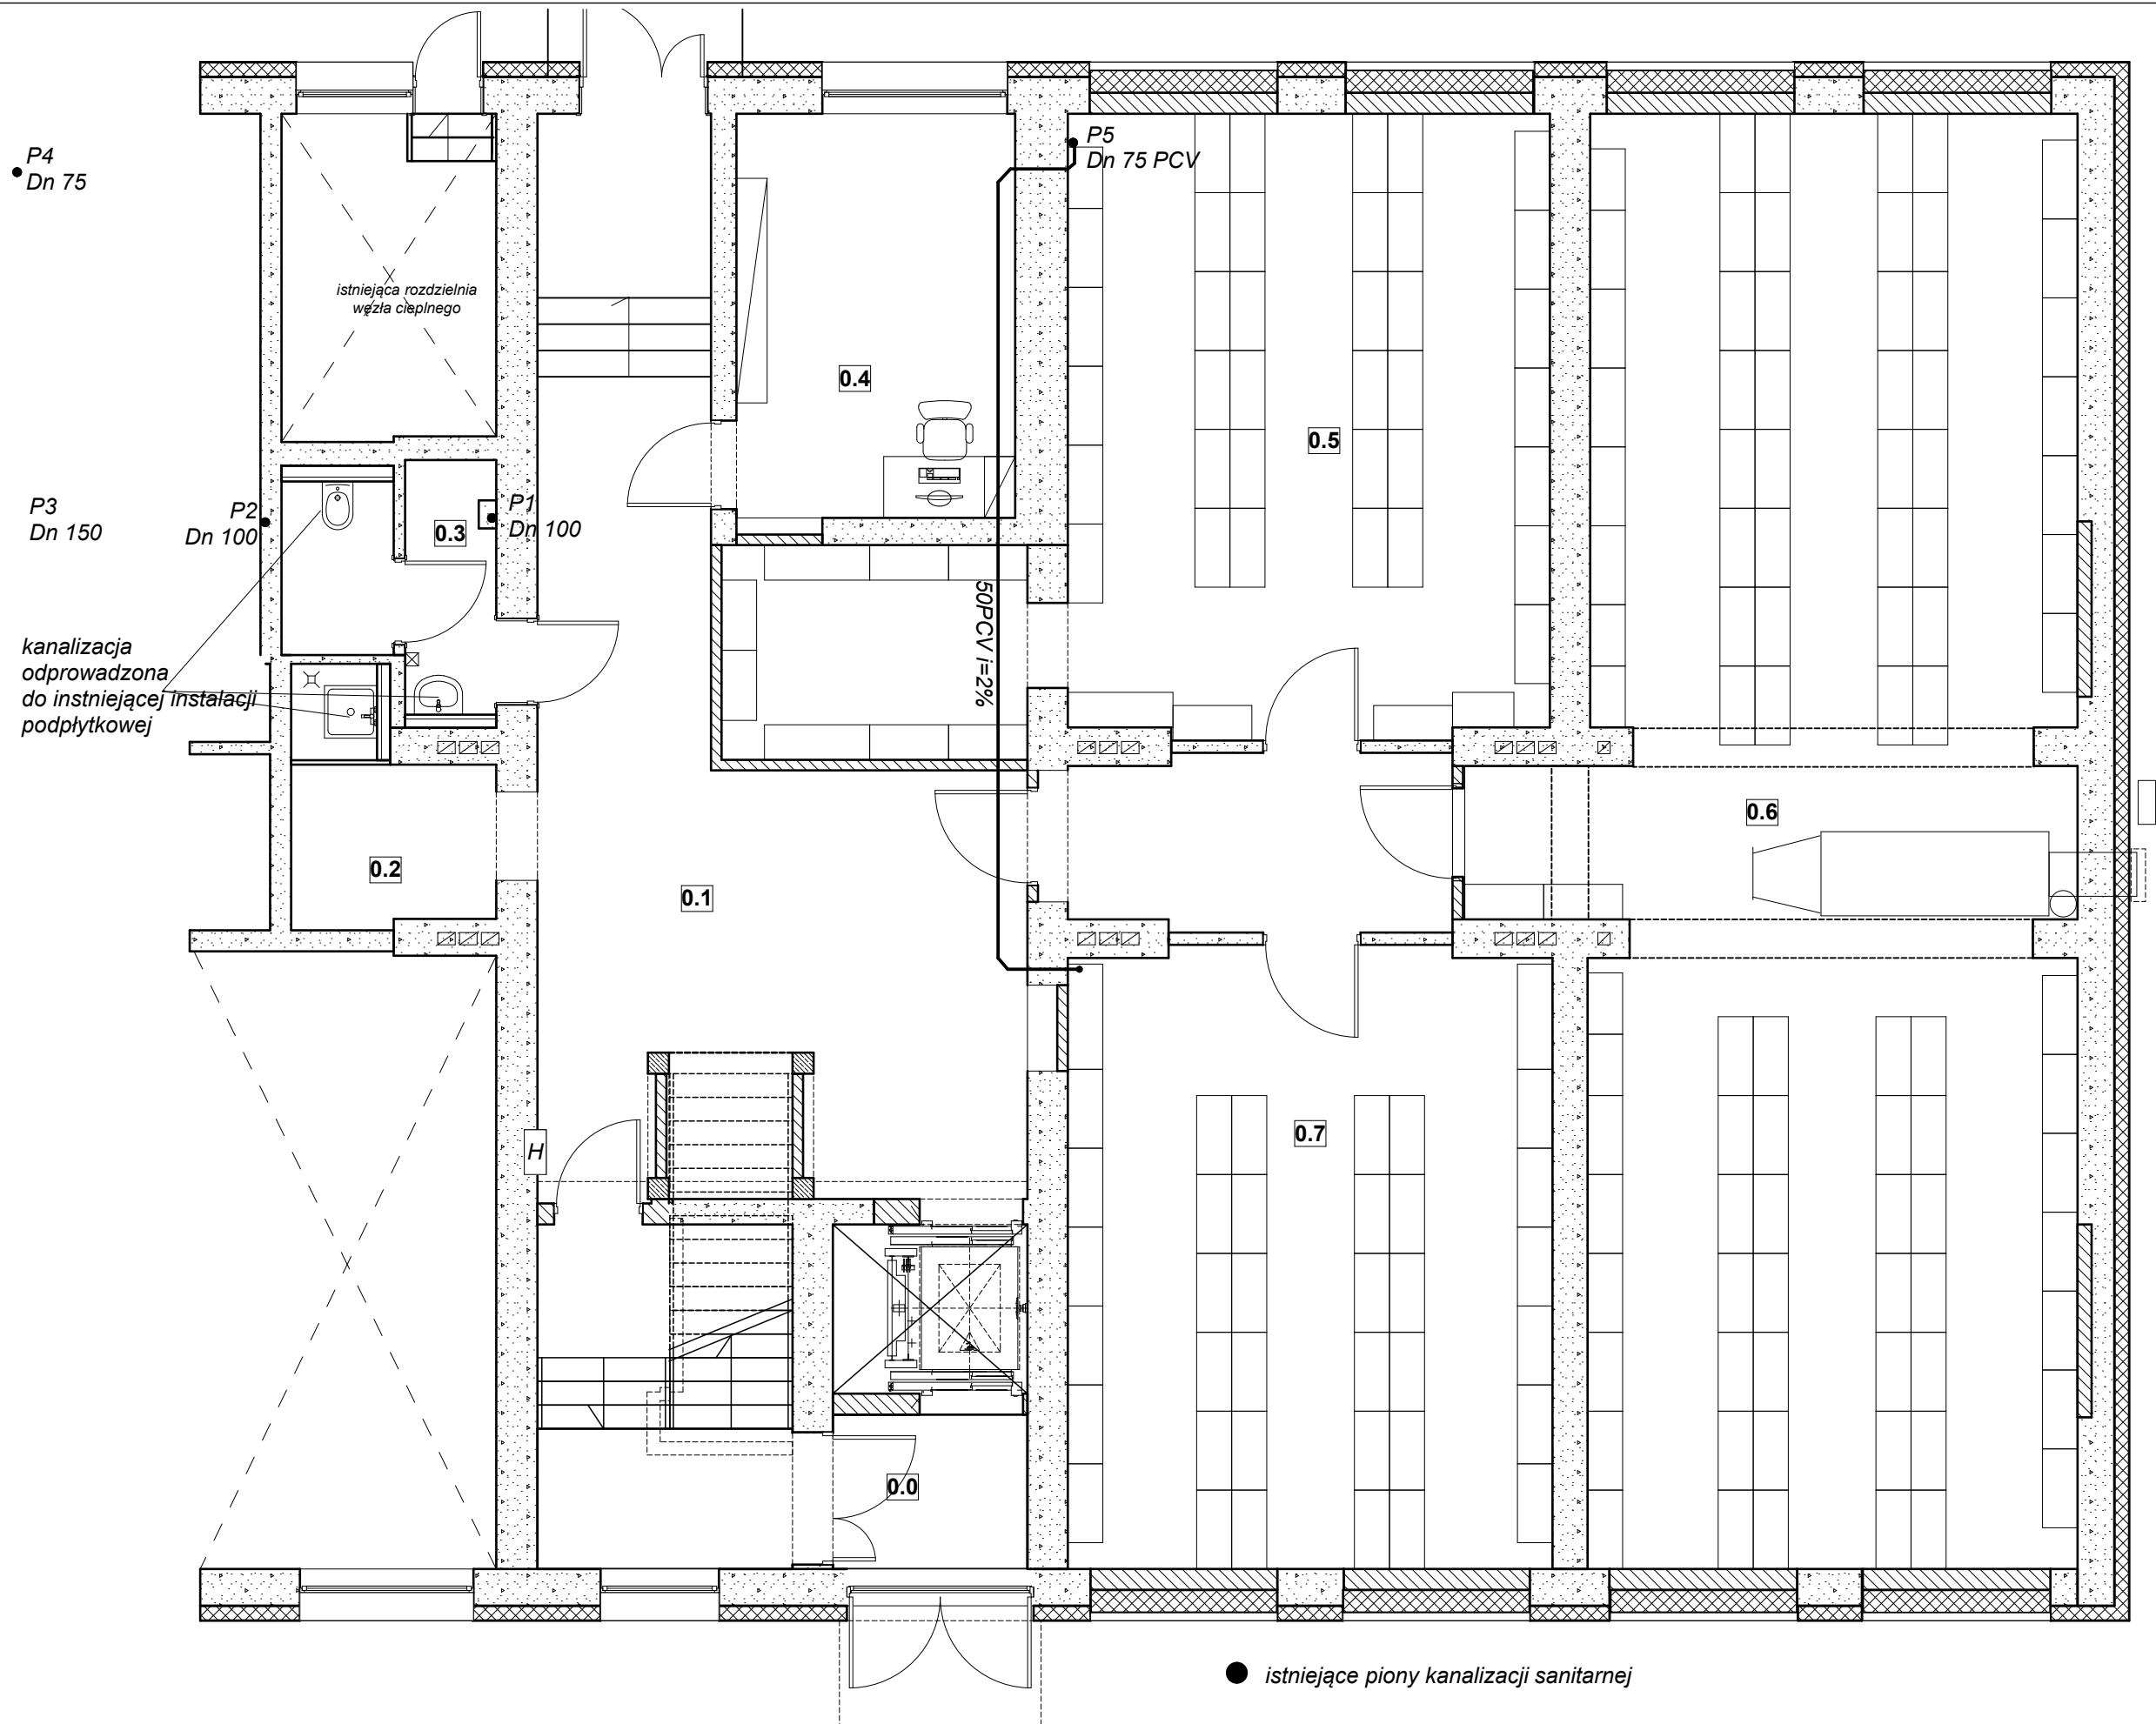 P4
Dn 75
P5
Dn 75 PCV
istniejąca rozdzielnia
węzła cieplnego
0.4
0.5
P3
Dn 150
P2
Dn 100
0.3
P1
Dn 100
50PCV i=2%
kanalizacja
odprowadzona
do instniejącej instalacji
podpłytkowej
0.6
0.2
0.1
0.7
H
0.0
istniejące piony kanalizacji sanitarnej